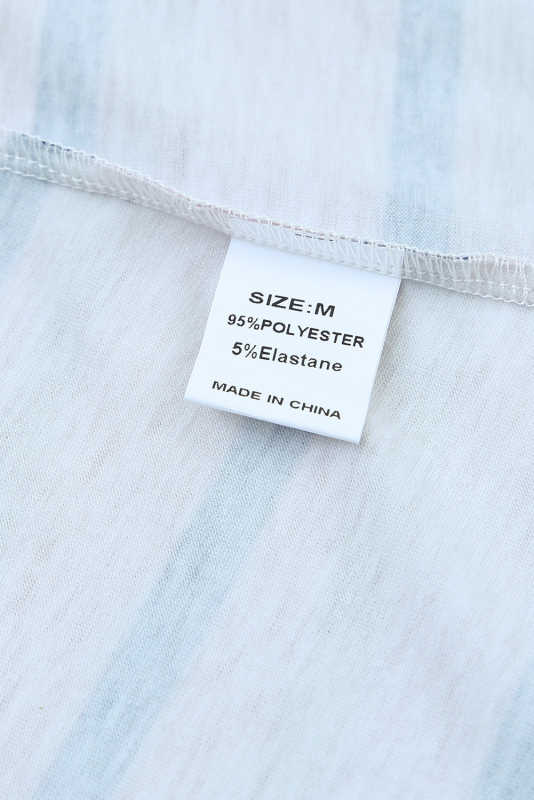 SIZE:M
95%POLYESTER
5%Elastane
MADE IN CHINA